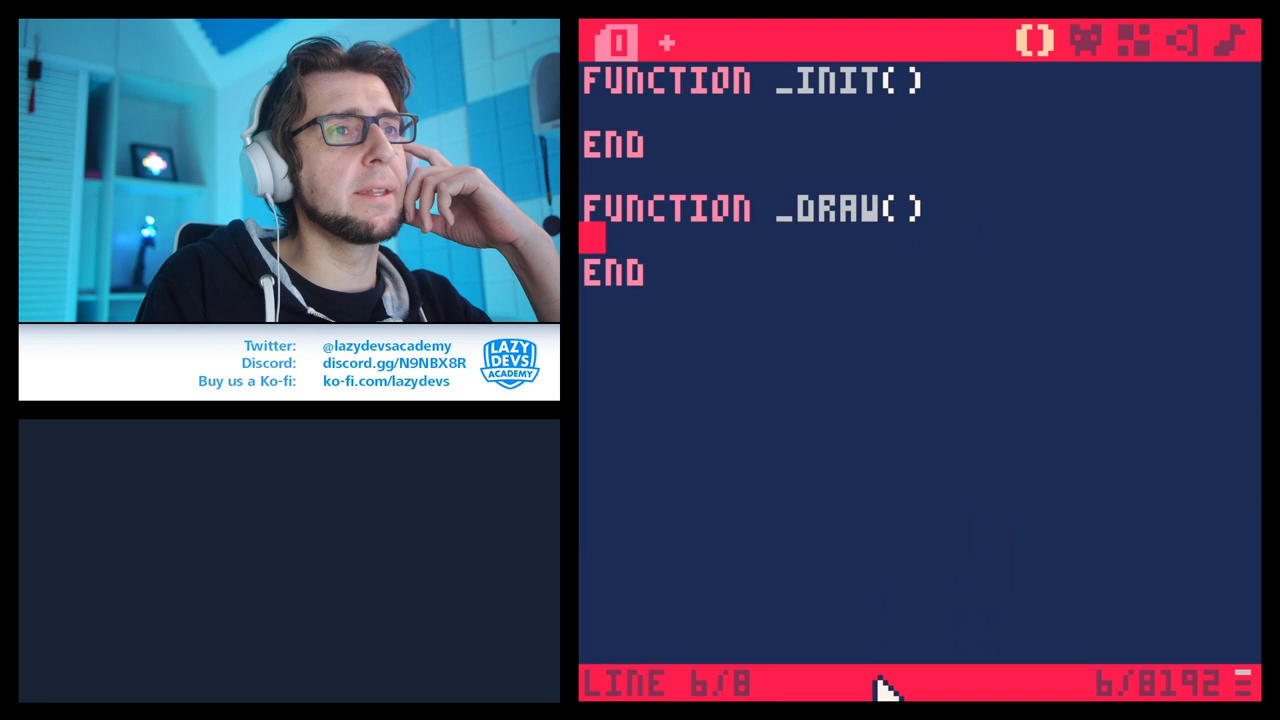 Twitter: @lazydevsacademy
Discord: discord.gg/N9NBX8R
Buy us a Ko-fi: ko-fi.com/lazydevs
LAZY
DEVS
ACADEMY
0 +
FUNCTION _INIT()
END
FUNCTION _DRAW()
END
LINE 6/8 6/8192